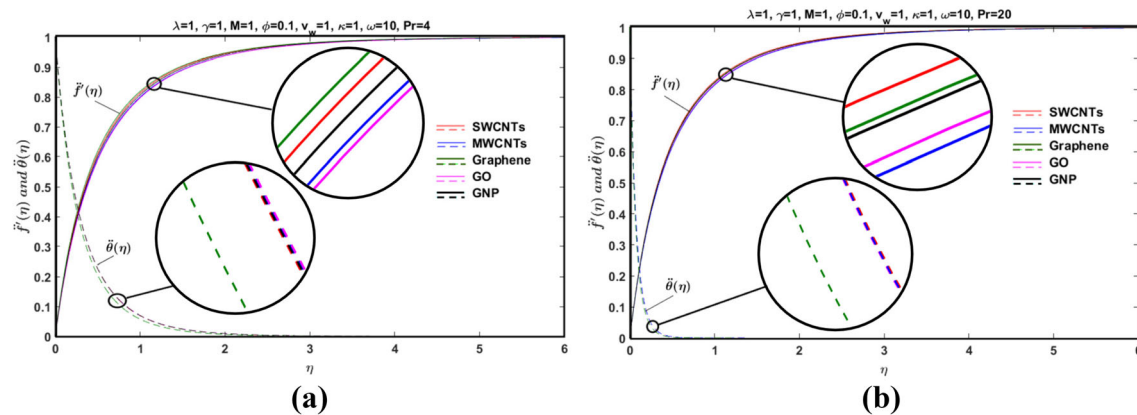 λ=1, γ=1, M=1, ϕ=0.1, v_w=1, κ=1, ω=10, Pr=4
1
0.9
0.8
0.7
0.6
0.5
0.4
0.3
0.2
0.1
0
f̈′(η) and θ̈(η)
f̈′(η)
θ̈(η)
SWCNTs
MWCNTs
Graphene
GO
GNP
0 1 2 3 4 5 6
η
(a)
λ=1, γ=1, M=1, ϕ=0.1, v_w=1, κ=1, ω=10, Pr=20
1
0.9
0.8
0.7
0.6
0.5
0.4
0.3
0.2
0.1
0
f̈′(η) and θ̈(η)
f̈′(η)
θ̈(η)
SWCNTs
MWCNTs
Graphene
GO
GNP
0 1 2 3 4 5 6
η
(b)